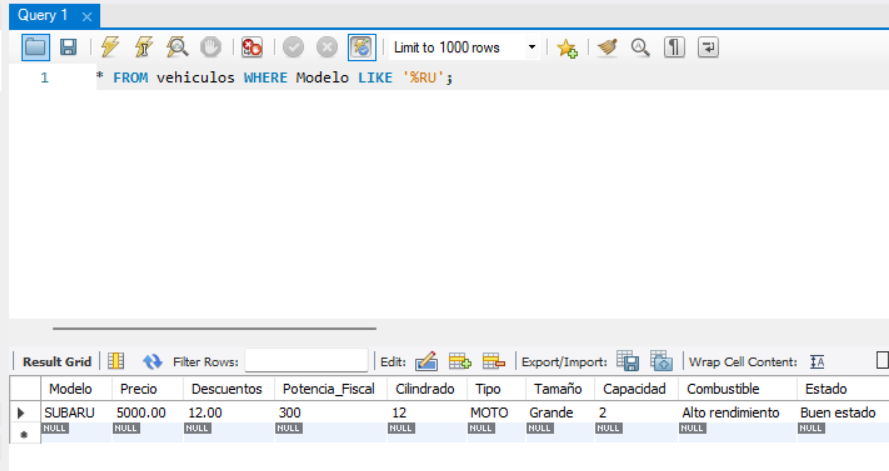 Query 1
Limit to 1000 rows
1 * FROM vehiculos WHERE Modelo LIKE '%RU';
Result Grid Filter Rows: Edit: Export/Import: Wrap Cell Content:
Modelo Precio Descuentos Potencia_Fiscal Cilindrado Tipo Tamaño Capacidad Combustible Estado
SUBARU 5000.00 12.00 300 12 MOTO Grande 2 Alto rendimiento Buen estado
NULL NULL NULL NULL NULL NULL NULL NULL NULL NULL